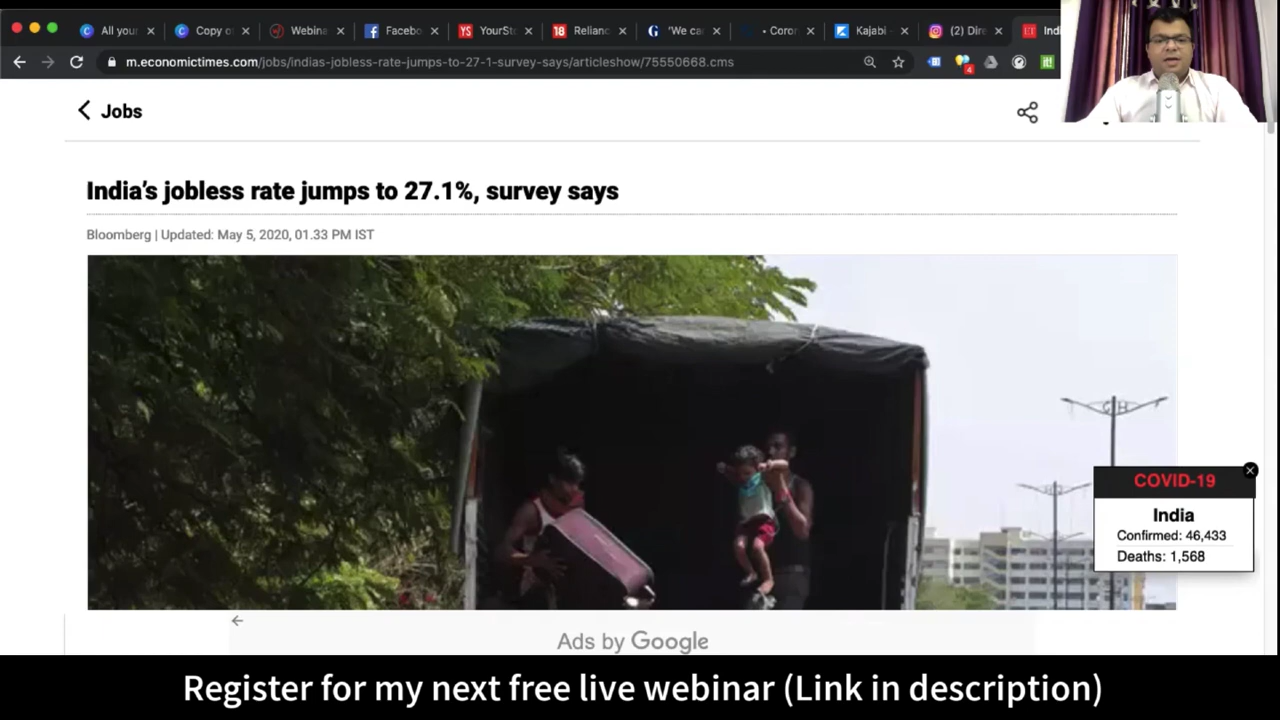 All your
Copy o
Webina
Facebo
YourSt
Relianc
'We ca
• Coror
Kajabi -
(2) Dire
Indi
m.economictimes.com/jobs/indias-jobless-rate-jumps-to-27-1-survey-says/articleshow/75550668.cms
Jobs
India's jobless rate jumps to 27.1%, survey says
Bloomberg | Updated: May 5, 2020, 01.33 PM IST
COVID-19
India
Confirmed: 46,433
Deaths: 1,568
Ads by Google
Register for my next free live webinar (Link in description)